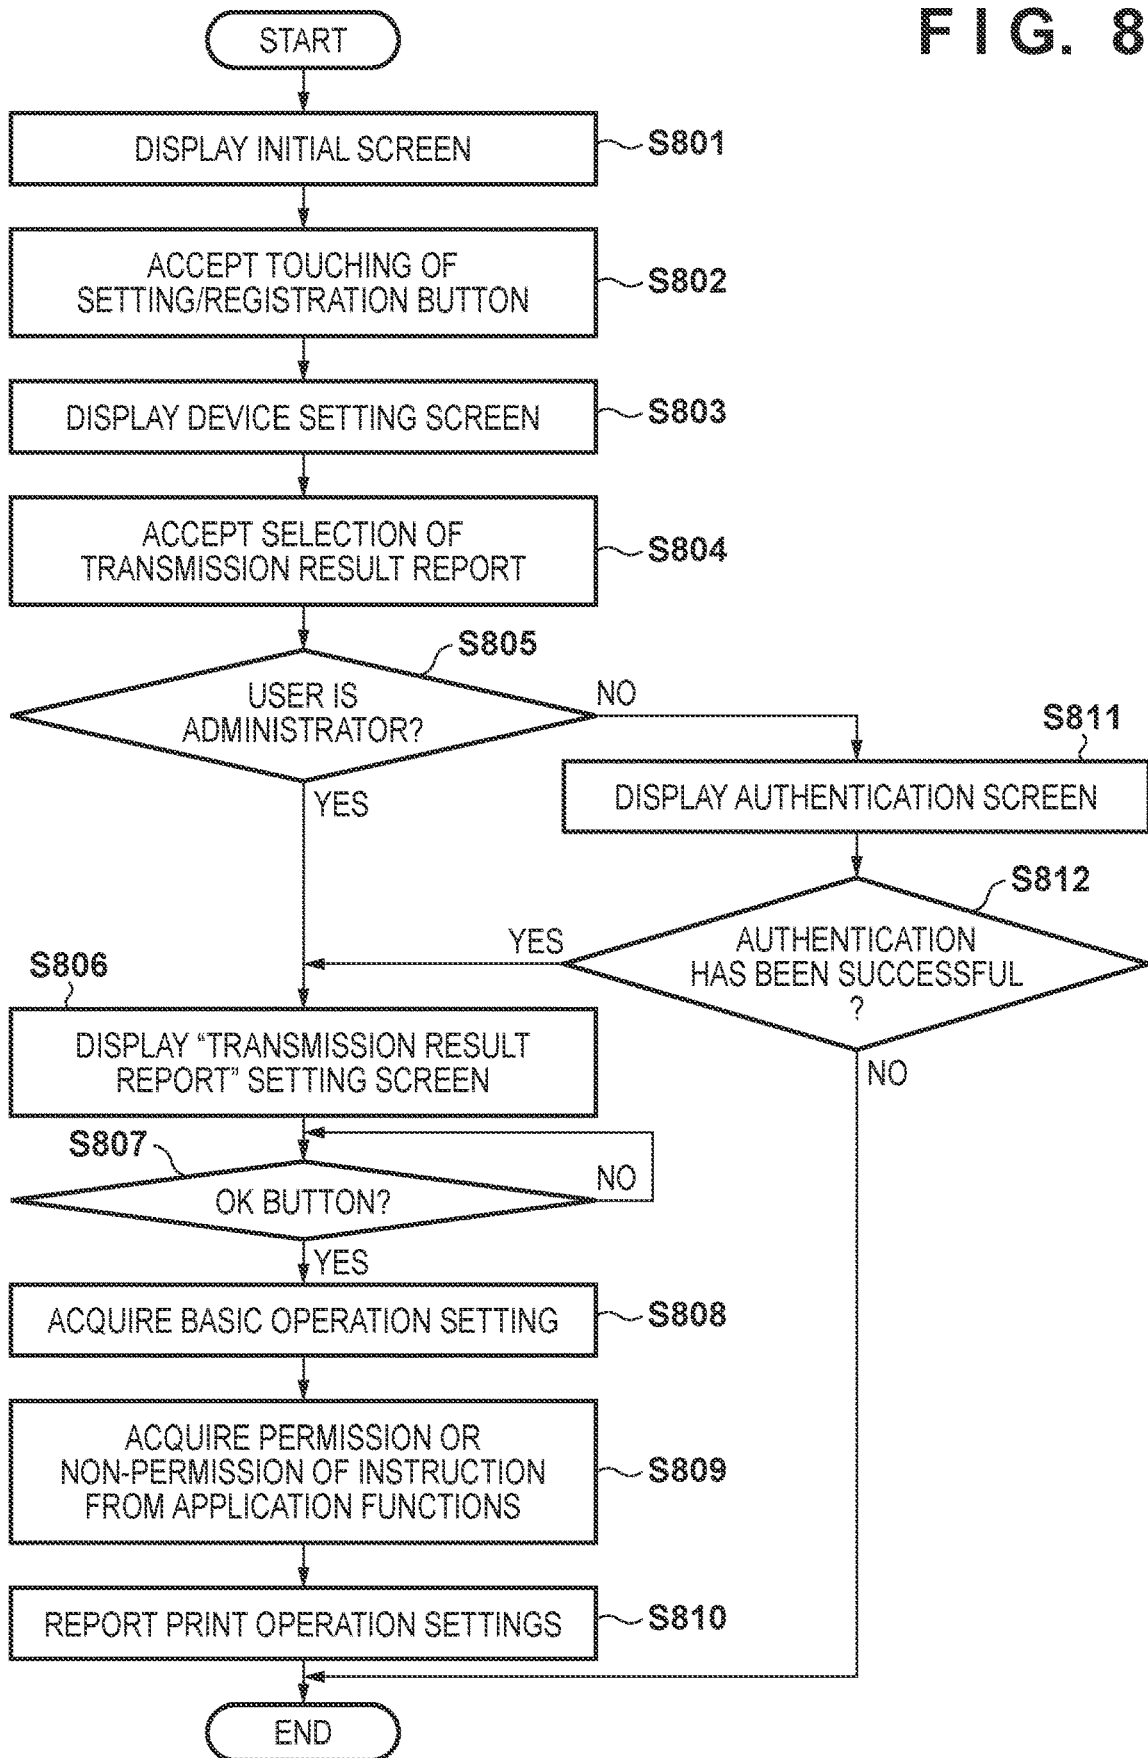 FIG. 8
START
DISPLAY INITIAL SCREEN
S801
ACCEPT TOUCHING OF
SETTING/REGISTRATION BUTTON
S802
DISPLAY DEVICE SETTING SCREEN
S803
ACCEPT SELECTION OF
TRANSMISSION RESULT REPORT
S804
S805
USER IS
ADMINISTRATOR?
NO
YES
S811
DISPLAY AUTHENTICATION SCREEN
S812
AUTHENTICATION
HAS BEEN SUCCESSFUL
?
YES
NO
S806
DISPLAY “TRANSMISSION RESULT
REPORT” SETTING SCREEN
S807
OK BUTTON?
NO
YES
ACQUIRE BASIC OPERATION SETTING
S808
ACQUIRE PERMISSION OR
NON-PERMISSION OF INSTRUCTION
FROM APPLICATION FUNCTIONS
S809
REPORT PRINT OPERATION SETTINGS
S810
END